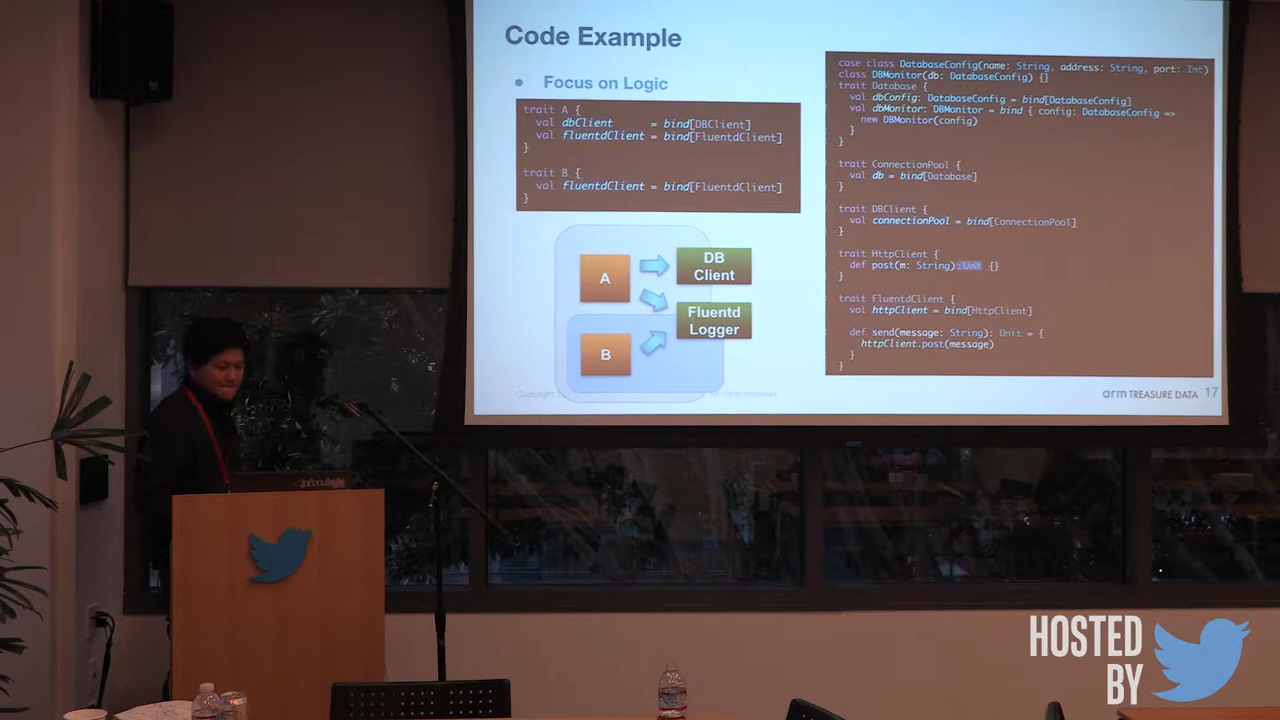 Code Example
• Focus on Logic
trait A {
val dbClient = bind[DBClient]
val fluentdClient = bind[FluentdClient]
}
trait B {
val fluentdClient = bind[FluentdClient]
}
A
DB
Client
Fluentd
Logger
B
case class DatabaseConfig(name: String, address: String, port: Int)
class DBMonitor(db: DatabaseConfig) {}
trait Database {
val dbConfig: DatabaseConfig = bind[DatabaseConfig]
val dbMonitor: DBMonitor = bind { config: DatabaseConfig =>
new DBMonitor(config)
}
}
trait ConnectionPool {
val db = bind[Database]
}
trait DBClient {
val connectionPool = bind[ConnectionPool]
}
trait HttpClient {
def post(m: String):Unit {}
}
trait FluentdClient {
val httpClient = bind[HttpClient]
def send(message: String): Unit = {
httpClient.post(message)
}
}
Copyright
All rights reserved.
arm TREASURE DATA 17
HOSTED
BY